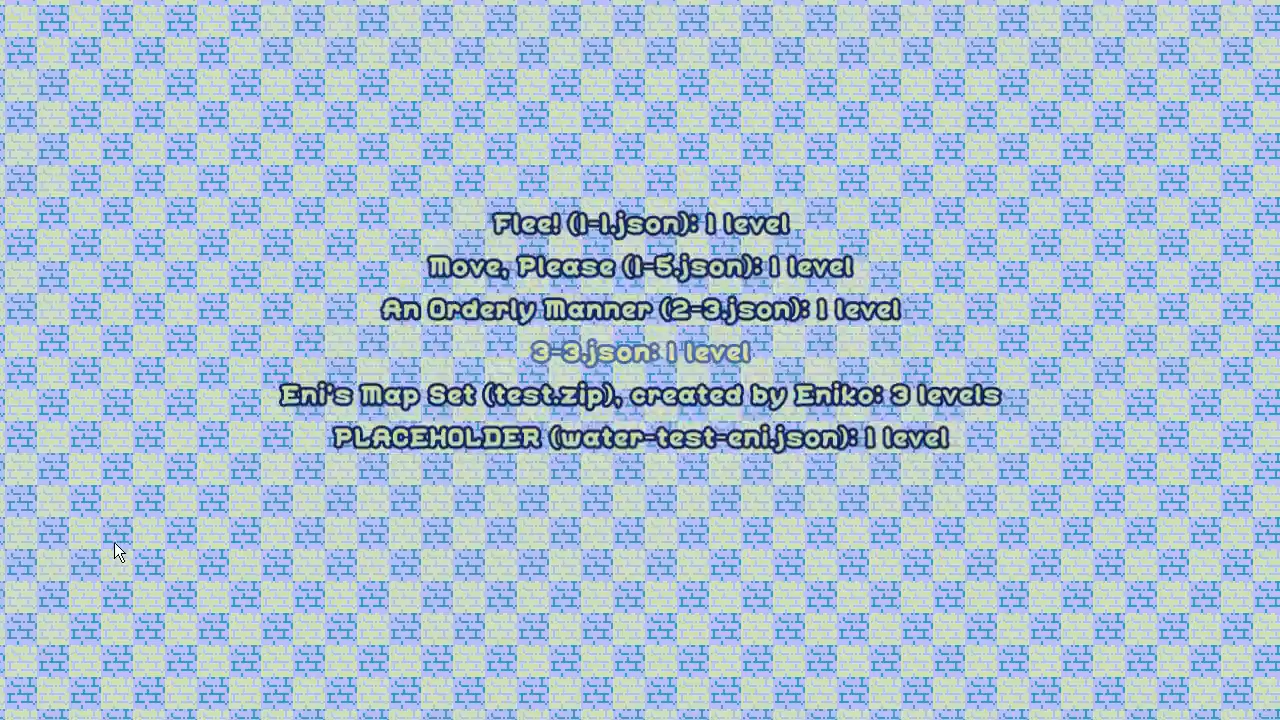 Flee! (1-1.json): 1 level
Move, Please (1-5.json): 1 level
An Orderly Manner (2-3.json): 1 level
3-3.json: 1 level
Eni's Map Set (test.zip), created by Eniko: 3 levels
PLACEHOLDER (water-test-eni.json): 1 level